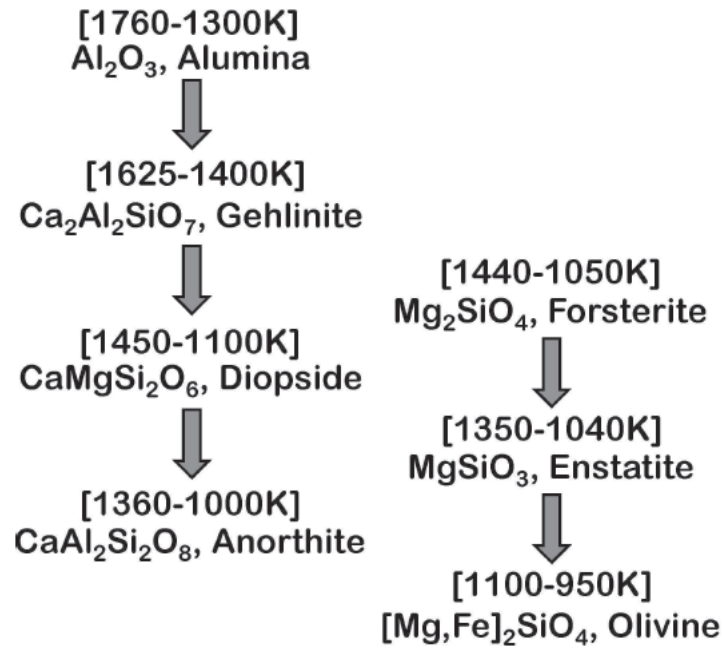 [1760-1300K]
Al₂O₃, Alumina
[1625-1400K]
Ca₂Al₂SiO₇, Gehlinite
[1450-1100K]
CaMgSi₂O₆, Diopside
[1360-1000K]
CaAl₂Si₂O₈, Anorthite
[1440-1050K]
Mg₂SiO₄, Forsterite
[1350-1040K]
MgSiO₃, Enstatite
[1100-950K]
[Mg,Fe]₂SiO₄, Olivine